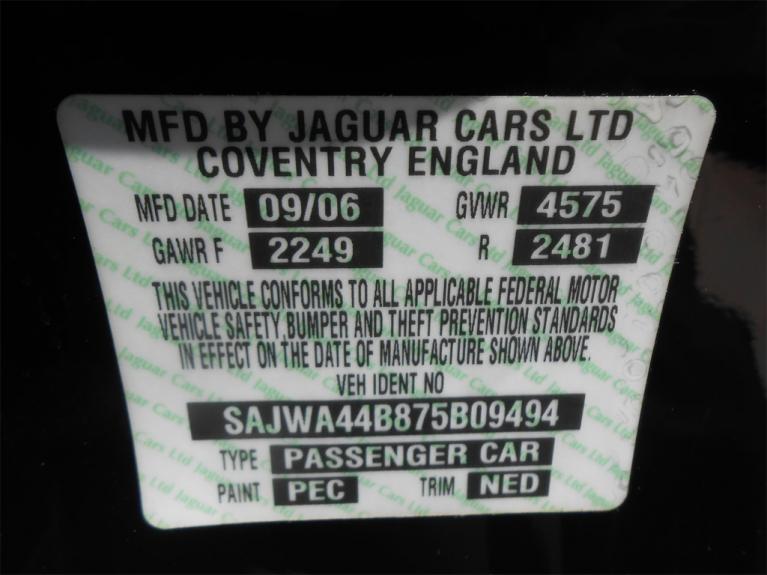 MFD BY JAGUAR CARS LTD
COVENTRY ENGLAND
MFD DATE 09/06 GVWR 4575
GAWR F 2249 R 2481
THIS VEHICLE CONFORMS TO ALL APPLICABLE FEDERAL MOTOR
VEHICLE SAFETY, BUMPER AND THEFT PREVENTION STANDARDS
IN EFFECT ON THE DATE OF MANUFACTURE SHOWN ABOVE.
VEH IDENT NO
SAJWA44B875B09494
TYPE PASSENGER CAR
PAINT PEC TRIM NED